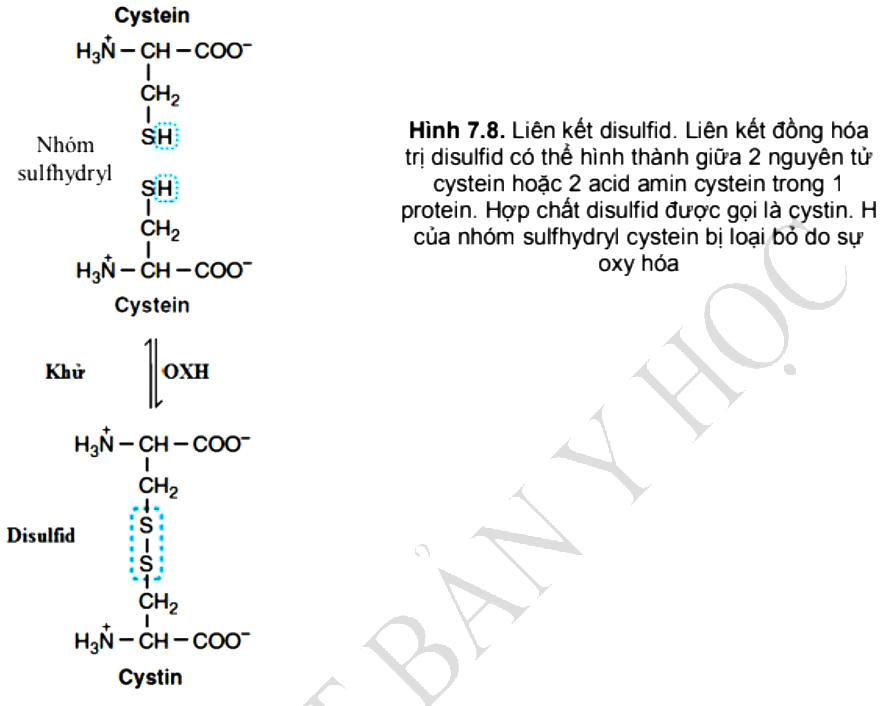 Cystein
H₃N⁺ – CH – COO⁻
CH₂
SH
Nhóm
sulfhydryl
SH
CH₂
H₃N⁺ – CH – COO⁻
Cystein
Khử
OXH
H₃N⁺ – CH – COO⁻
CH₂
S
Disulfid
S
CH₂
H₃N⁺ – CH – COO⁻
Cystin
Hình 7.8. Liên kết disulfid. Liên kết đồng hóa
trị disulfid có thể hình thành giữa 2 nguyên tử
cystein hoặc 2 acid amin cystein trong 1
protein. Hợp chất disulfid được gọi là cystin. H
của nhóm sulfhydryl cystein bị loại bỏ do sự
oxy hóa
BẢN Y HỌC